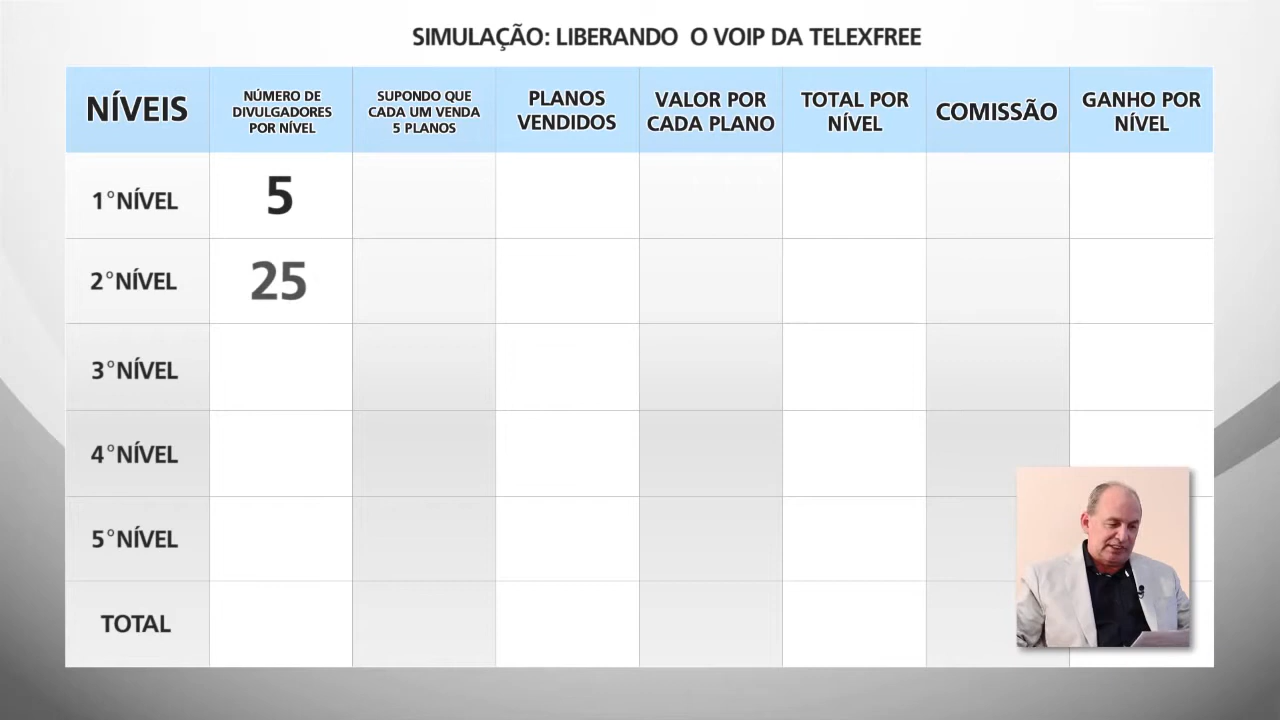 SIMULAÇÃO: LIBERANDO O VOIP DA TELEXFREE
NÍVEIS
NÚMERO DE
DIVULGADORES
POR NÍVEL
SUPONDO QUE
CADA UM VENDA
5 PLANOS
PLANOS
VENDIDOS
VALOR POR
CADA PLANO
TOTAL POR
NÍVEL
COMISSÃO
GANHO POR
NÍVEL
1°NÍVEL
5
2°NÍVEL
25
3°NÍVEL
4°NÍVEL
5°NÍVEL
TOTAL